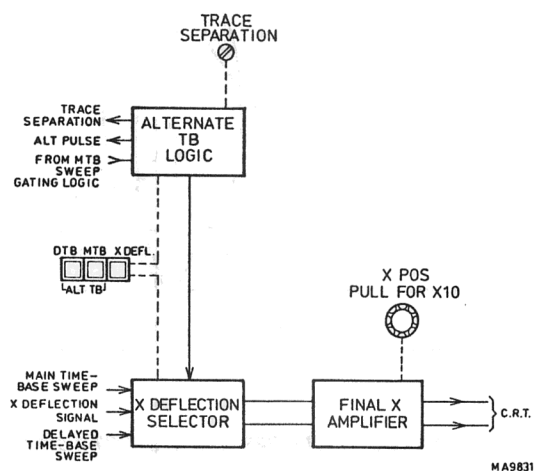 TRACE
SEPARATION
TRACE
SEPARATION
ALT PULSE
FROM MTB
SWEEP
GATING LOGIC
ALTERNATE
TB
LOGIC
DTB MTB X DEFL.
ALT TB
X POS
PULL FOR X10
MAIN TIME-
BASE SWEEP
X DEFLECTION
SIGNAL
DELAYED
TIME-BASE
SWEEP
X DEFLECTION
SELECTOR
FINAL X
AMPLIFIER
C.R.T.
MA9831